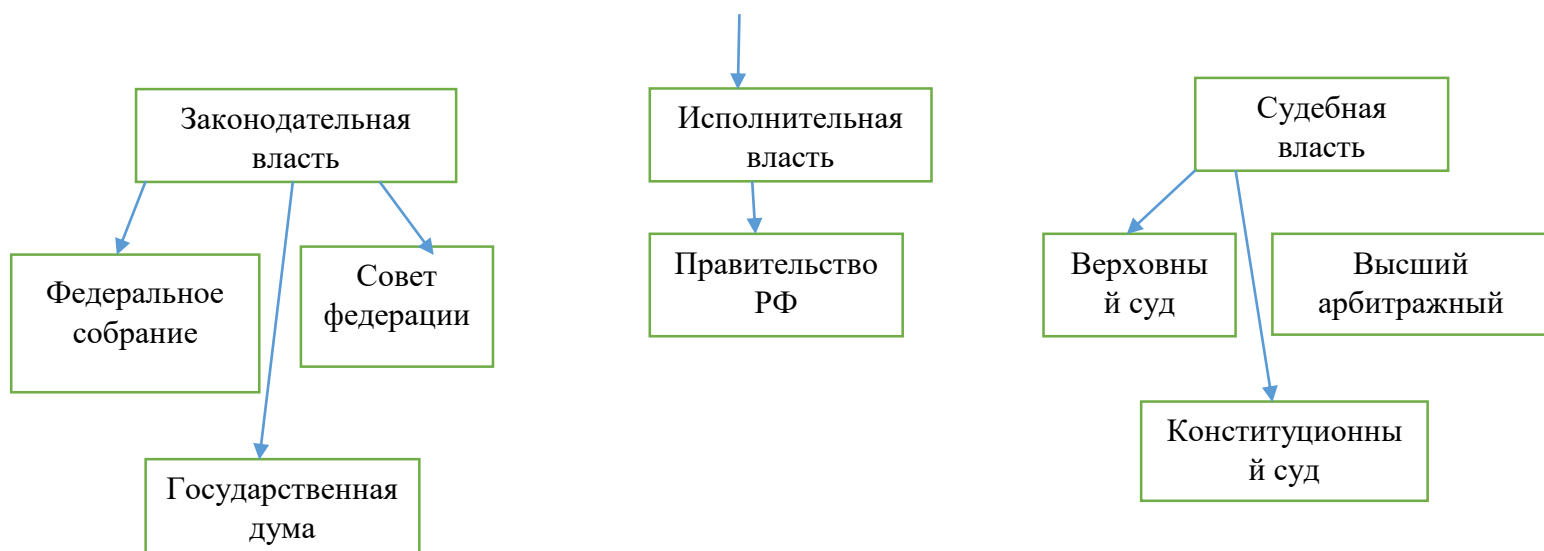 Законодательная
власть
Исполнительная
власть
Судебная
власть
Федеральное
собрание
Совет
федерации
Государственная
дума
Правительство
РФ
Верховны
й суд
Высший
арбитражный
Конституционны
й суд